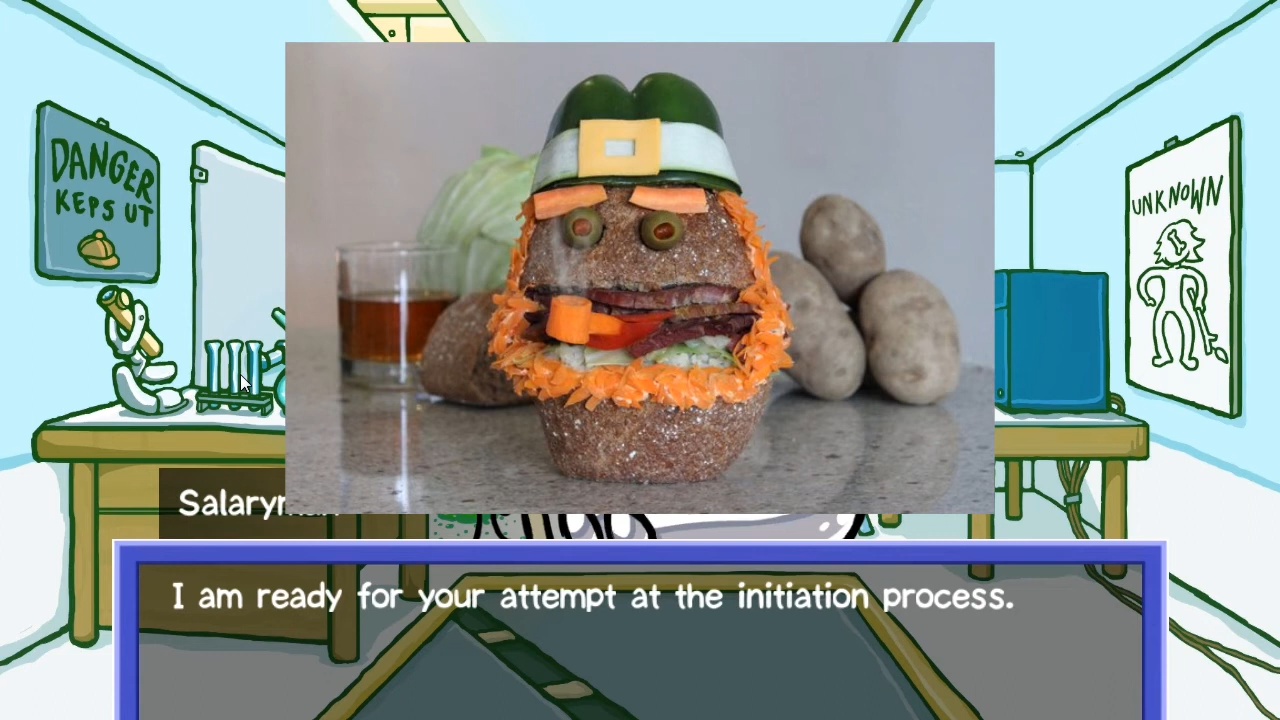 DANGER
KEPS UT
UNKNOWN
I am ready for your attempt at the initiation process.